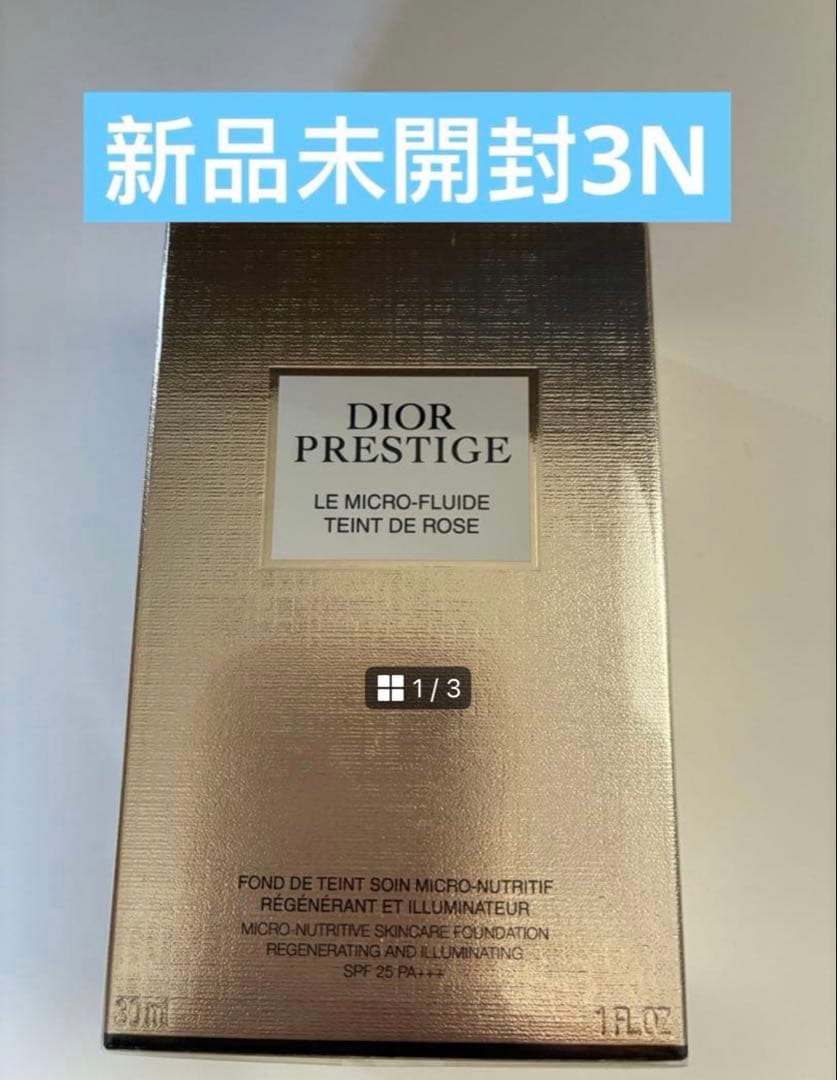 新品未開封3N
DIOR
PRESTIGE
LE MICRO-FLUIDE
TEINT DE ROSE
1 / 3
FOND DE TEINT SOIN MICRO-NUTRITIF
RÉGÉNÉRANT ET ILLUMINATEUR
MICRO-NUTRITIVE SKINCARE FOUNDATION
REGENERATING AND ILLUMINATING
SPF 25 PA+++
30 ml
1 FL.OZ